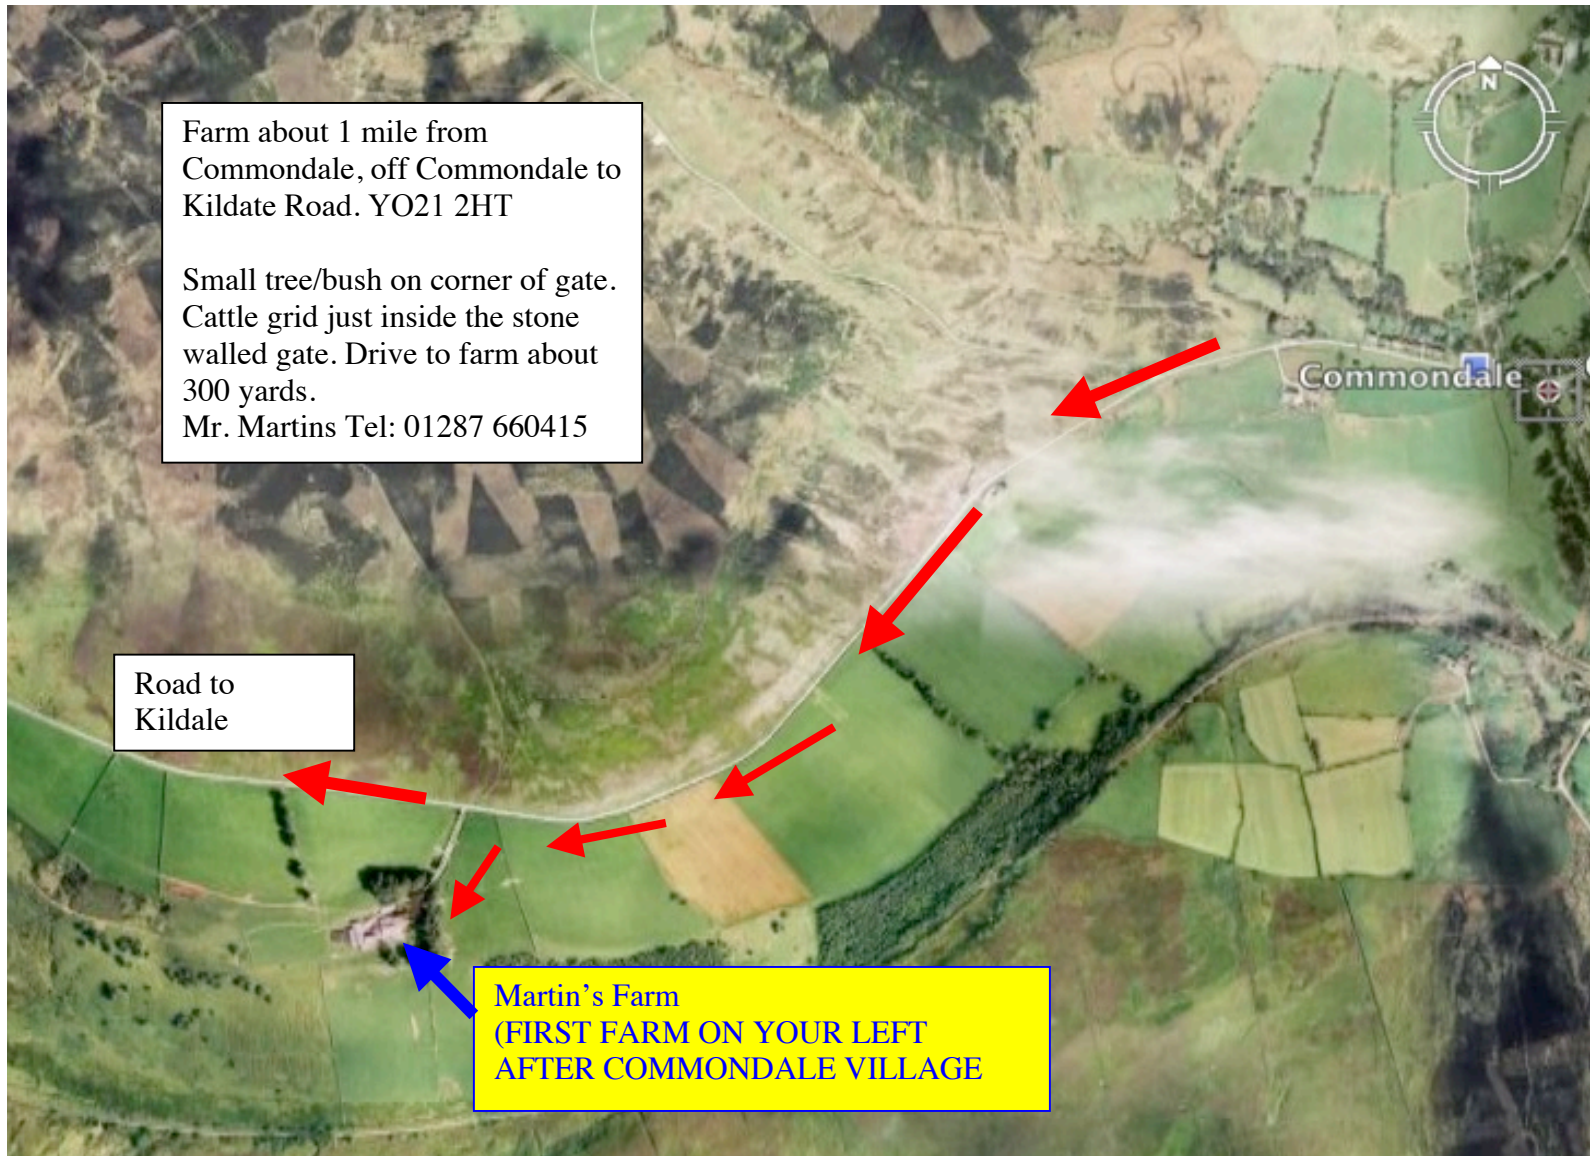 Farm about 1 mile from
Commondale, off Commondale to
Kildate Road. YO21 2HT
Small tree/bush on corner of gate.
Cattle grid just inside the stone
walled gate. Drive to farm about
300 yards.
Mr. Martins Tel: 01287 660415
N
Commondale
Road to
Kildale
Martin’s Farm
(FIRST FARM ON YOUR LEFT
AFTER COMMONDALE VILLAGE